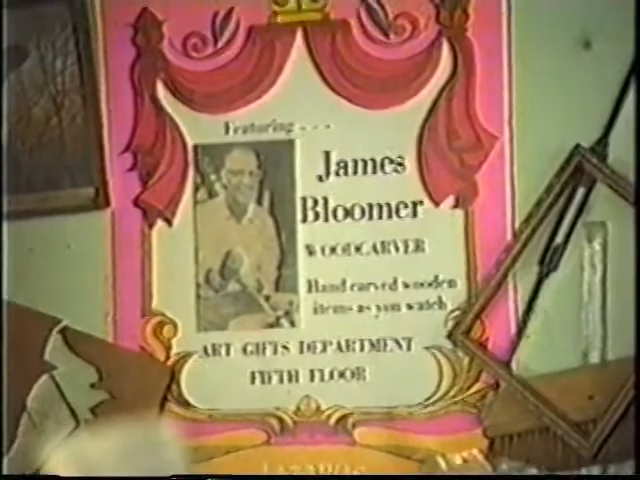 Featuring - - -
James
Bloomer
WOODCARVER
Hand carved wooden
items as you watch
ART GIFTS DEPARTMENT
FIFTH FLOOR